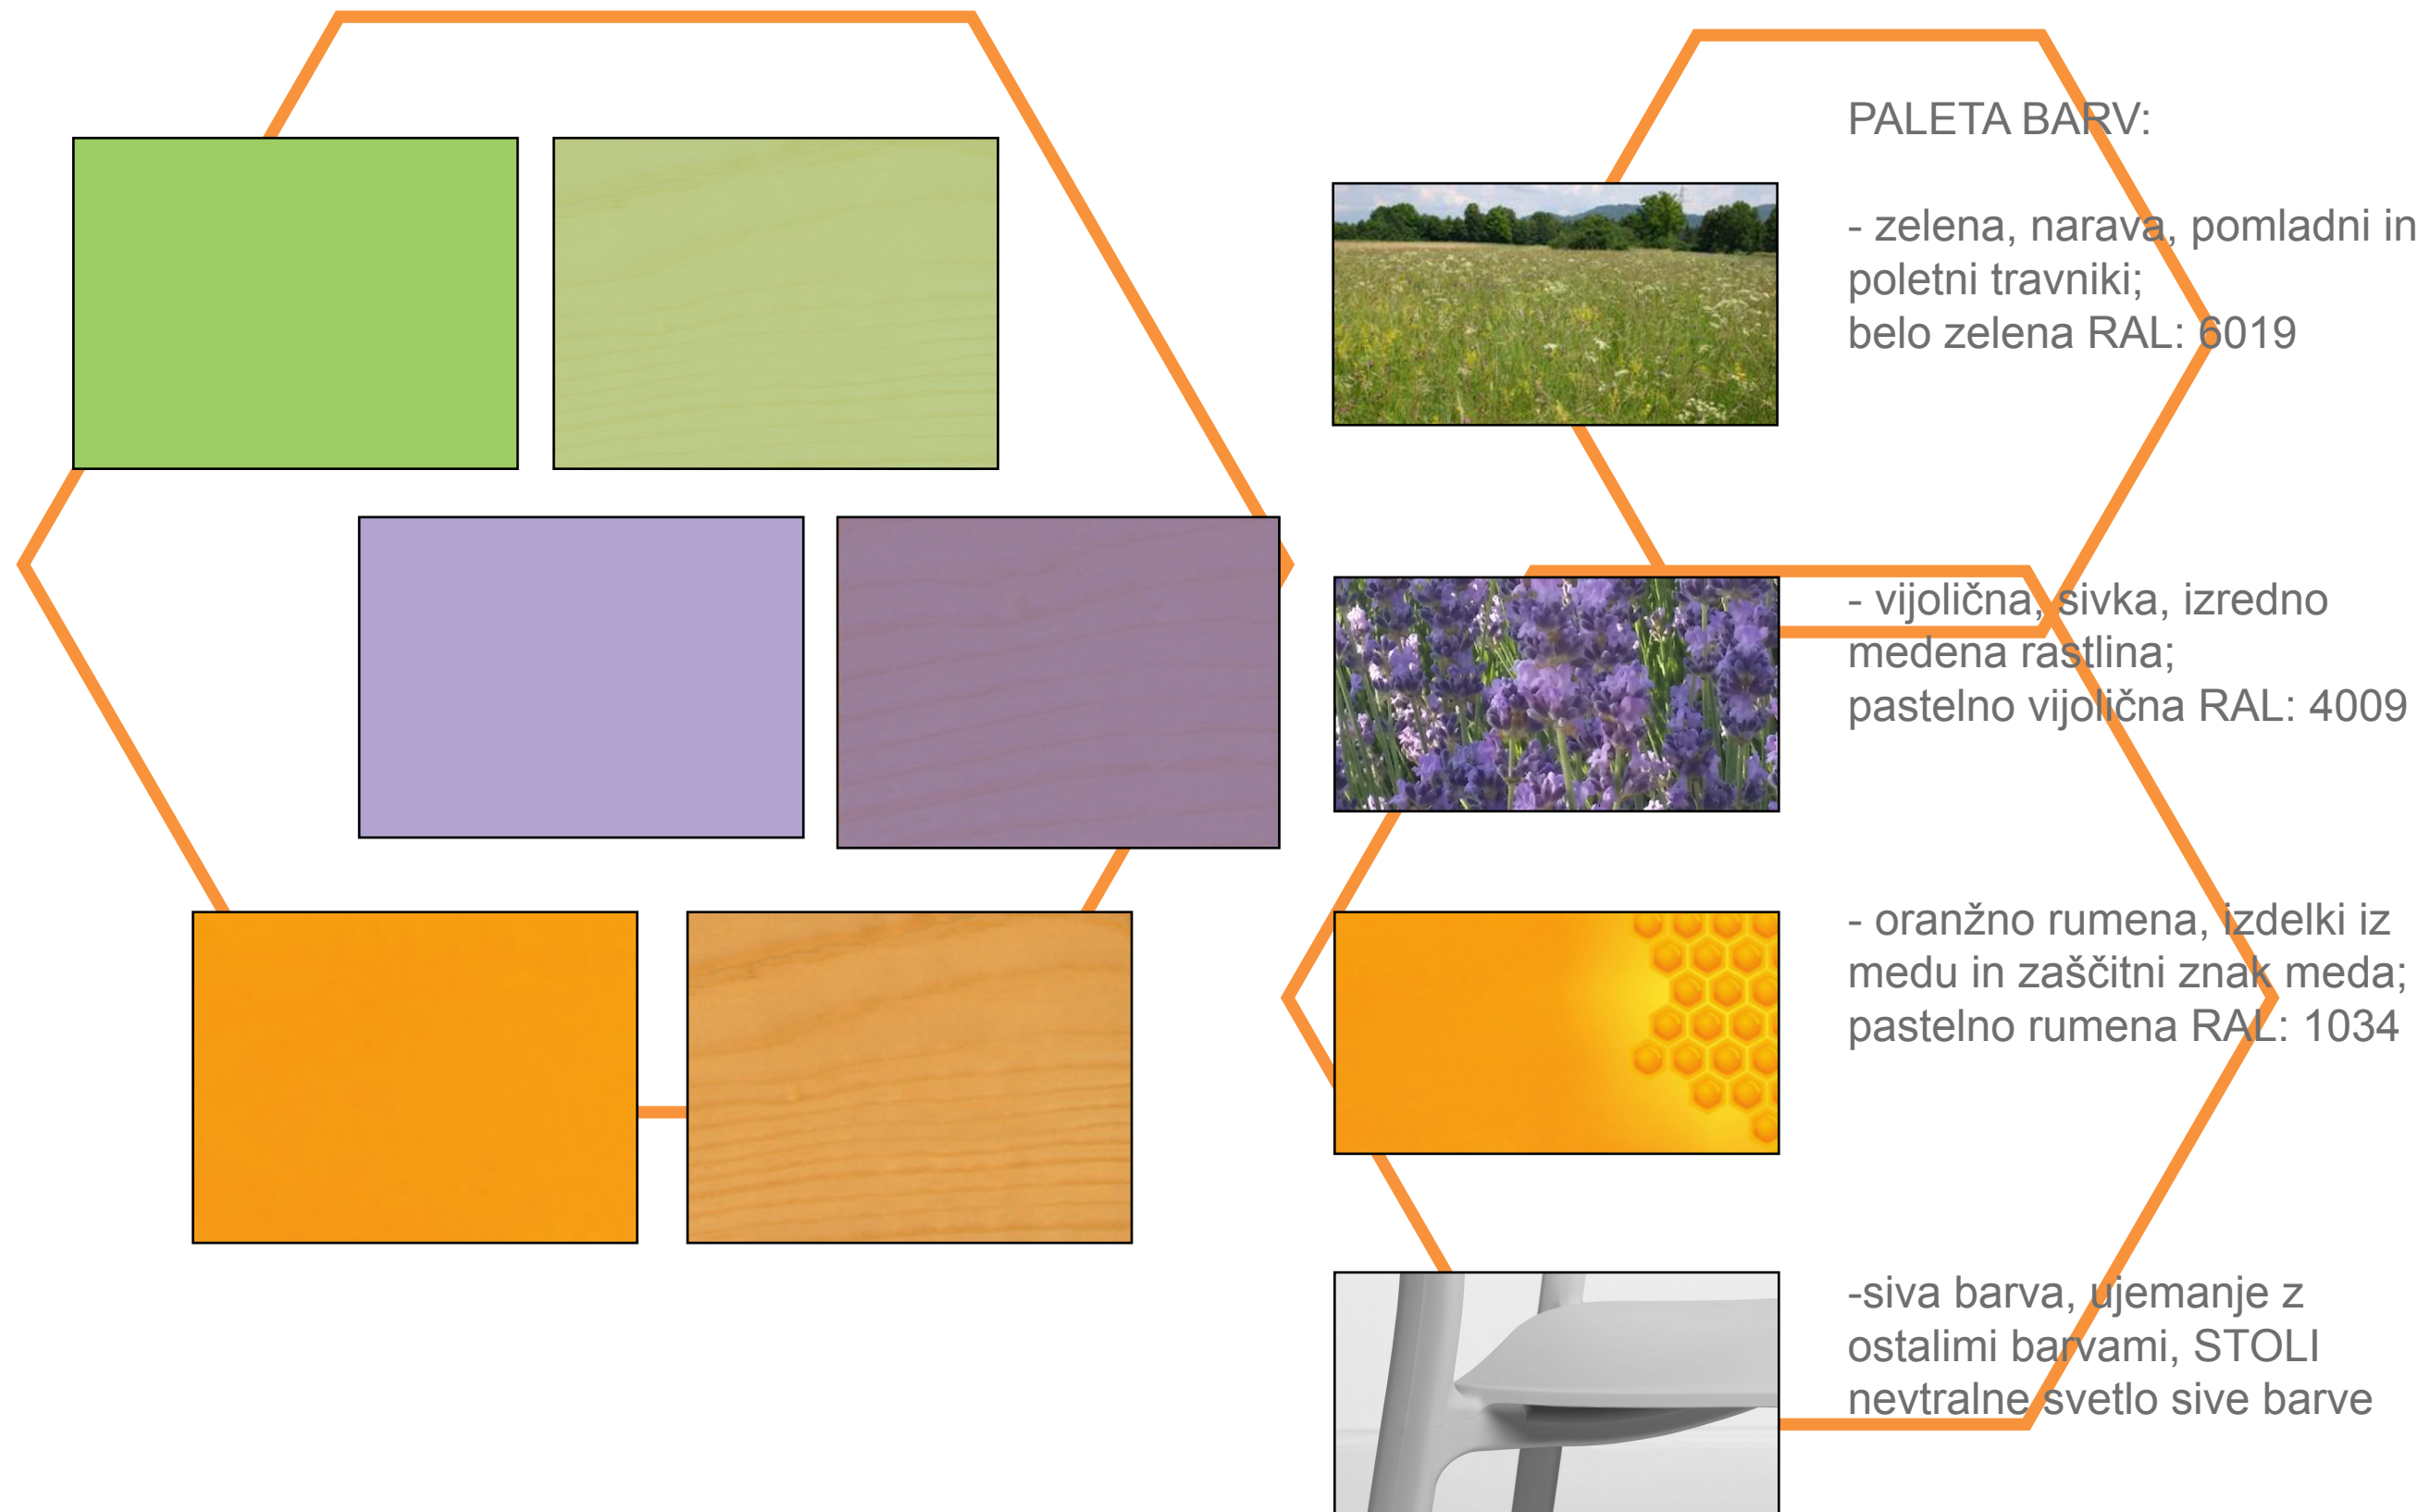 PALETA BARV:
- zelena, narava, pomladni in
poletni travniki;
belo zelena RAL: 6019
- vijolična, sivka, izredno
medena rastlina;
pastelno vijolična RAL: 4009
- oranžno rumena, izdelki iz
medu in zaščitni znak meda;
pastelno rumena RAL: 1034
-siva barva, ujemanje z
ostalimi barvami, STOLI
nevtralne svetlo sive barve